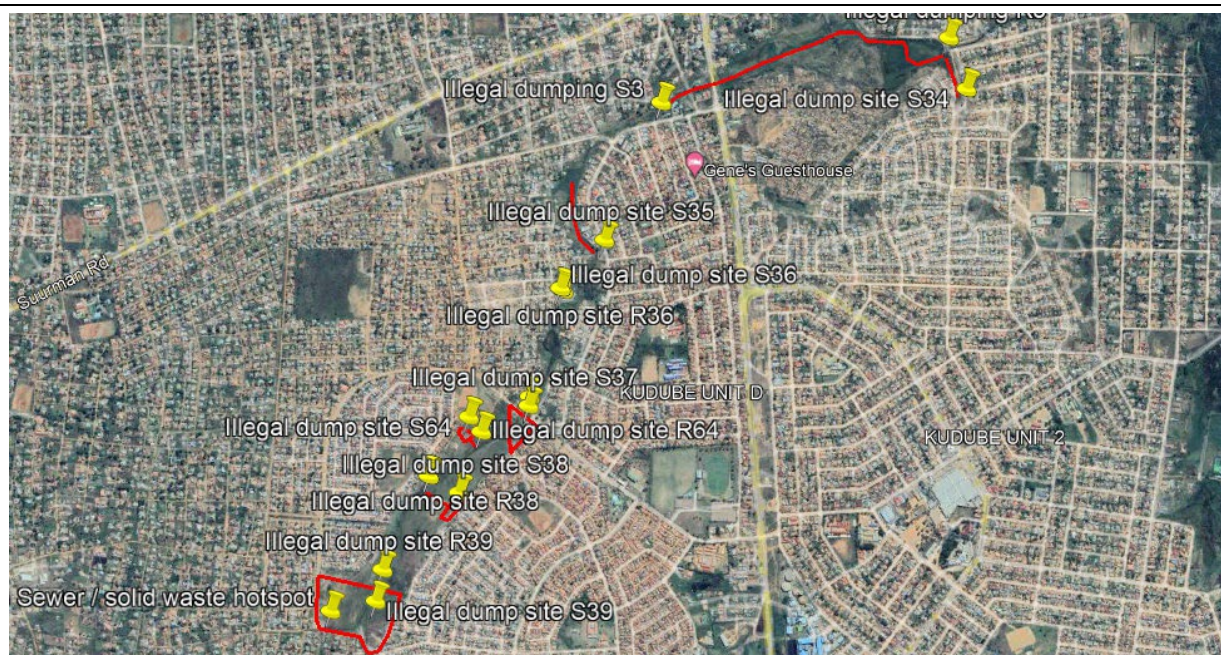 Illegal dumping S3
Illegal dump site S34
Gene's Guesthouse
Illegal dump site S35
Suurman Rd
Illegal dump site S36
Illegal dump site R36
Illegal dump site S37
KUDUBE UNIT D
Illegal dump site S64
Illegal dump site R64
KUDUBE UNIT 2
Illegal dump site S38
Illegal dump site R38
Illegal dump site R39
Sewer / solid waste hotspot
Illegal dump site S39